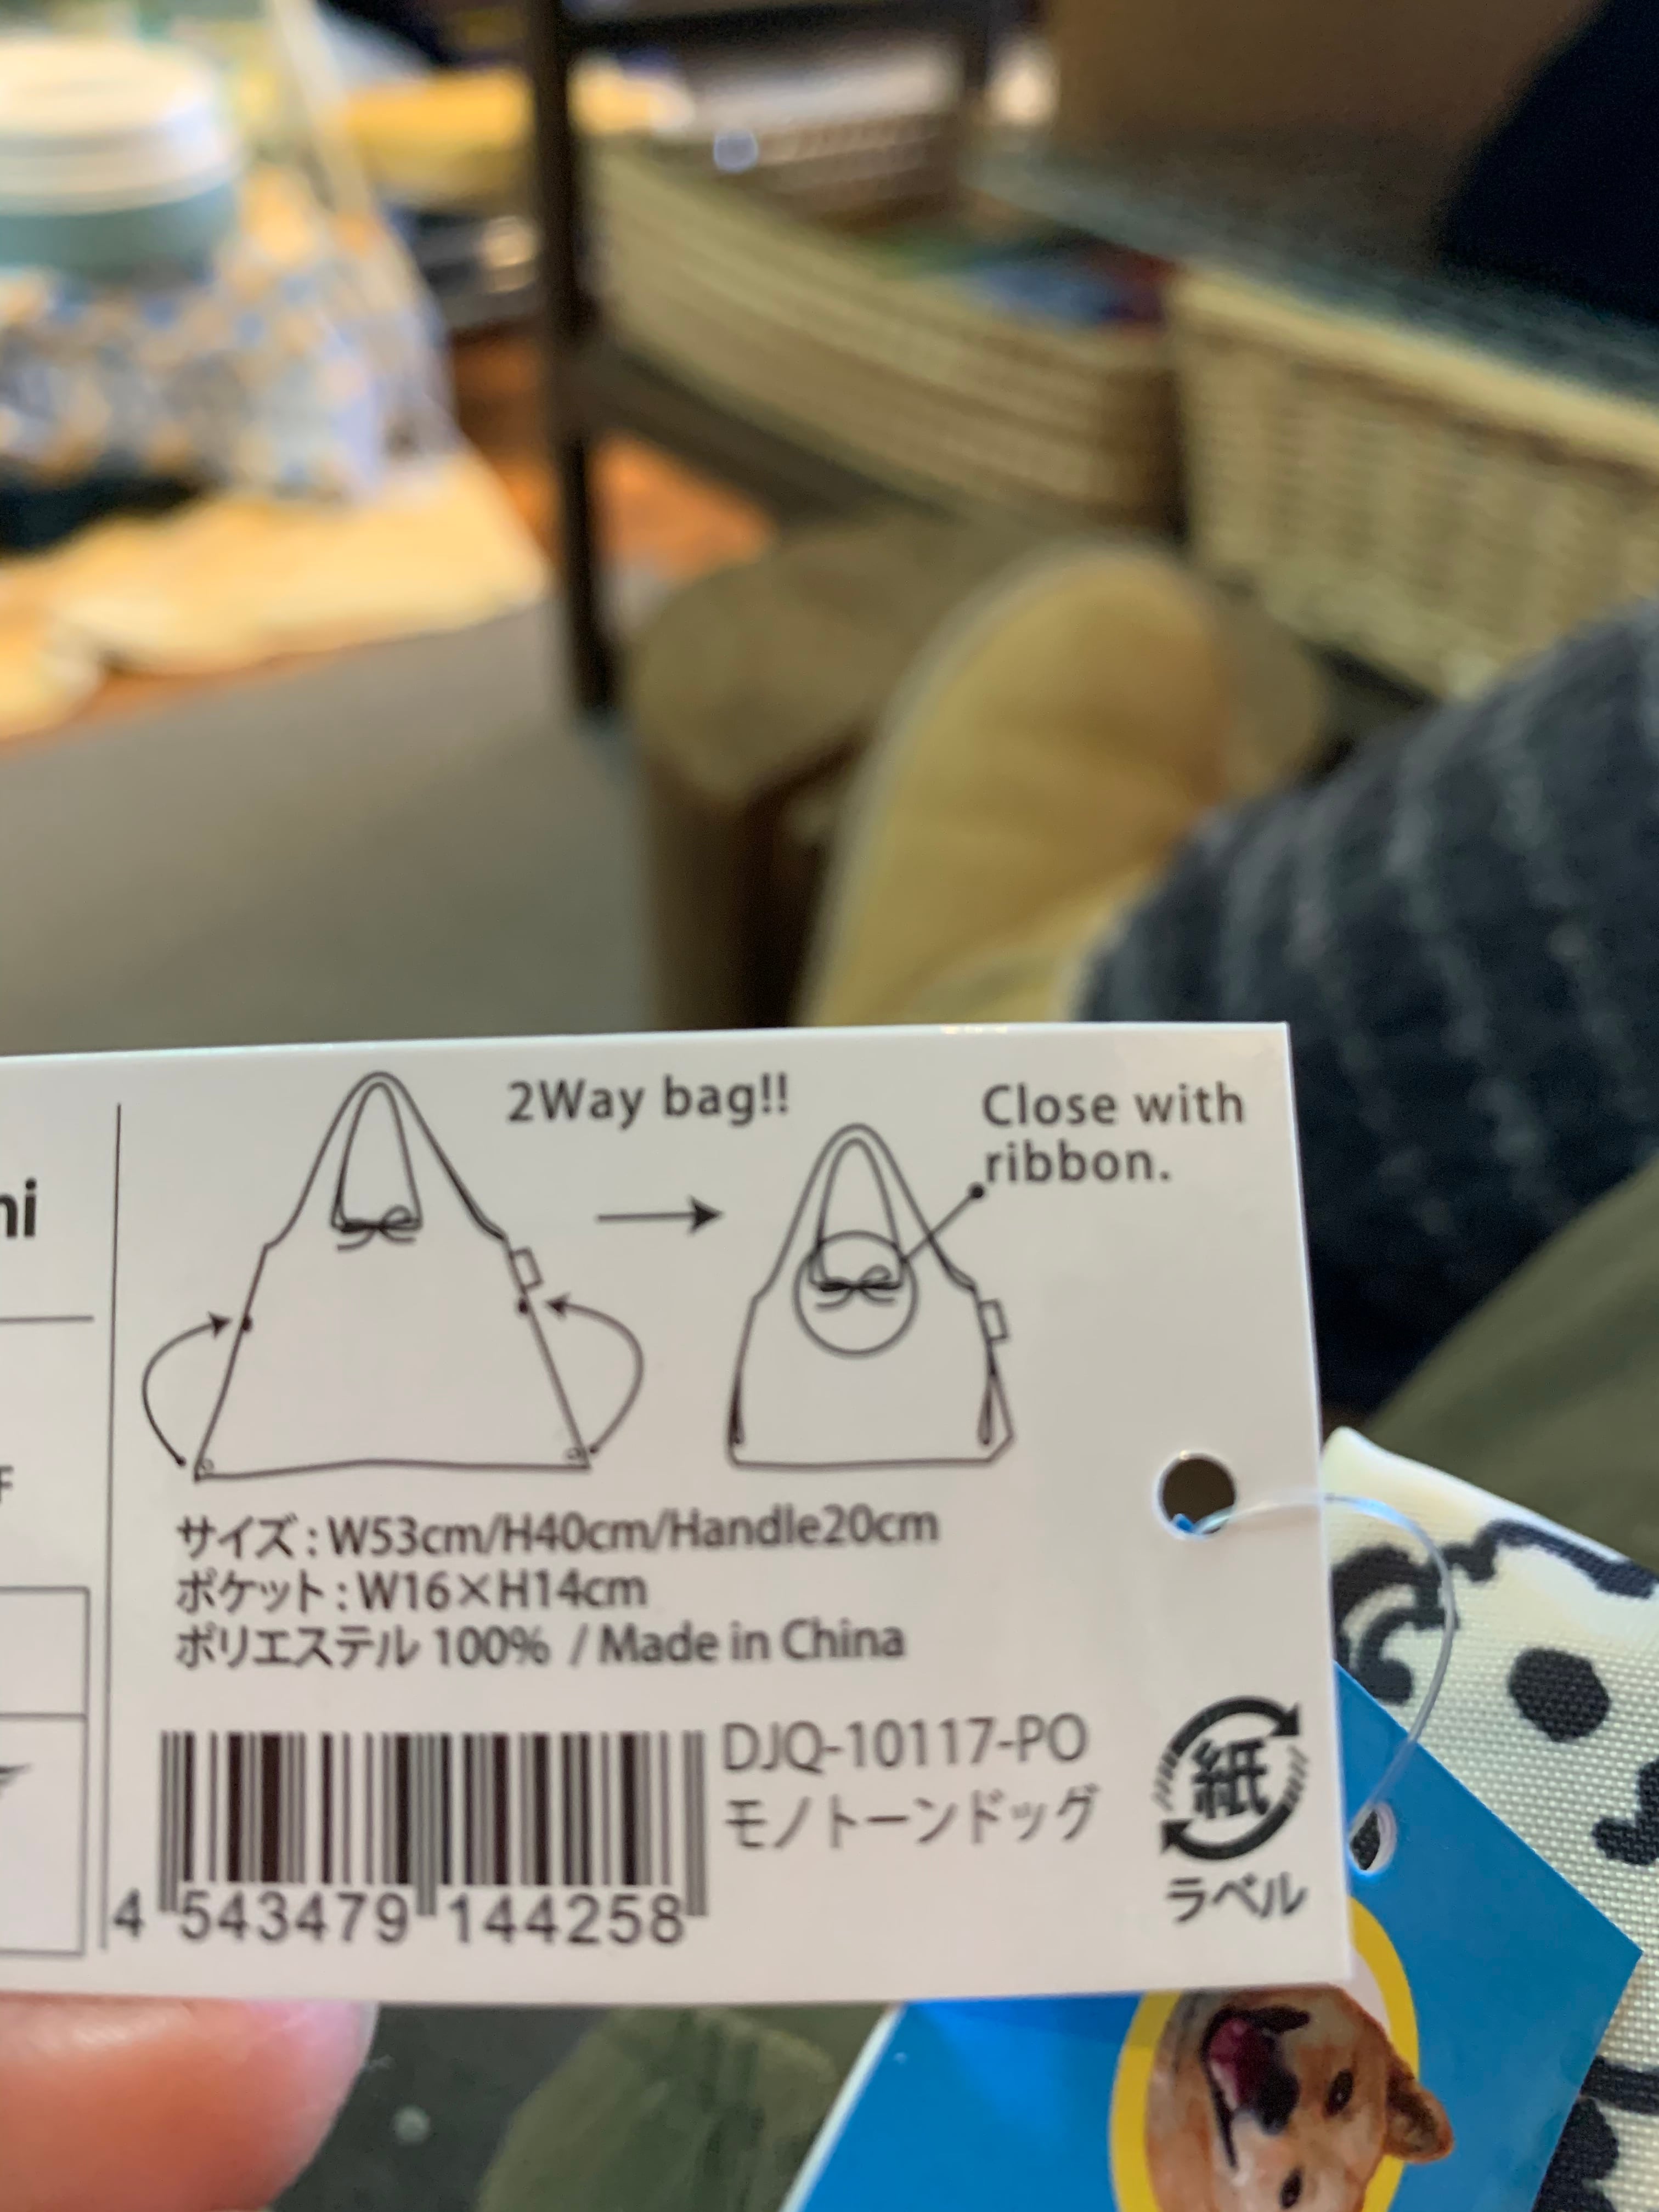 ni
F
2Way bag!!
Close with
ribbon.
サイズ : W53cm/H40cm/Handle20cm
ポケット : W16×H14cm
ポリエステル 100% / Made in China
DJQ-10117-PO
モノトーンドッグ
4 543479 144258
紙
ラベル